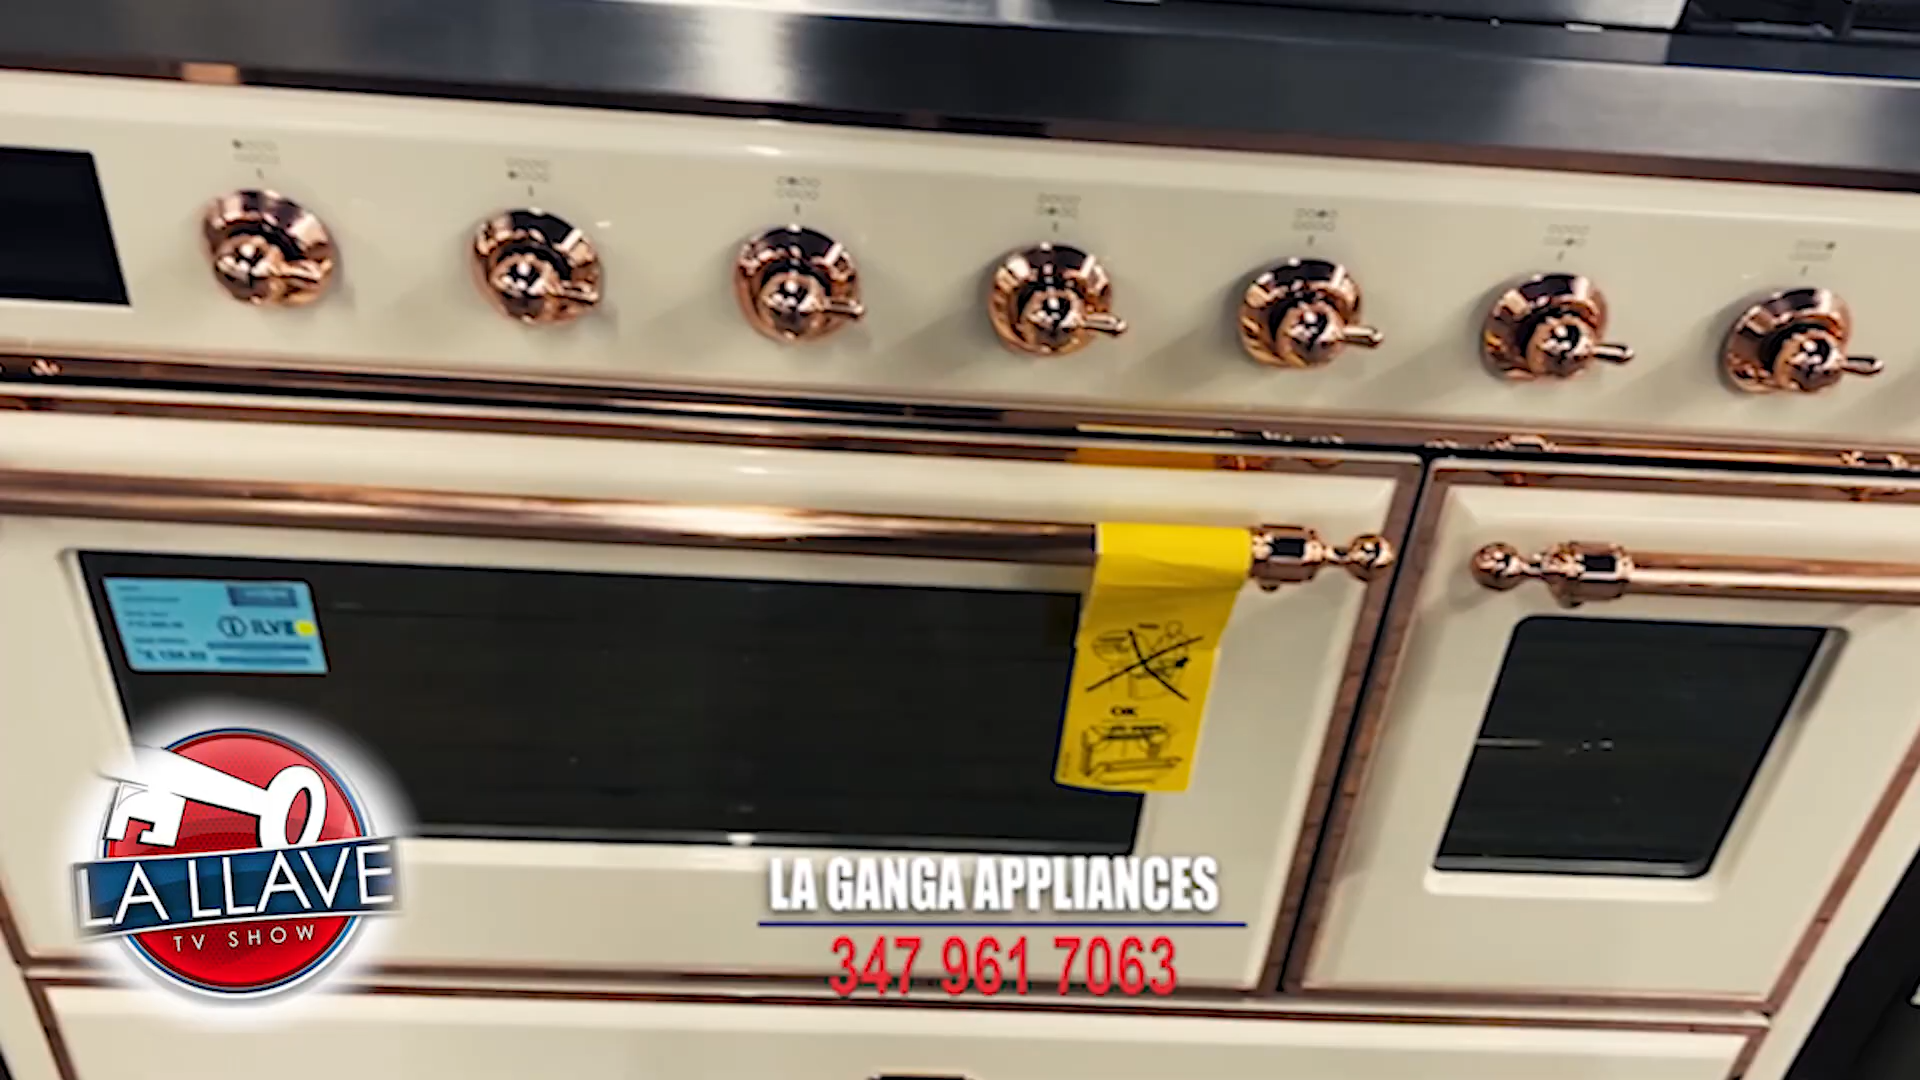 ILVE
OK
LA LLAVE
TV SHOW
LA GANGA APPLIANCES
347 961 7063